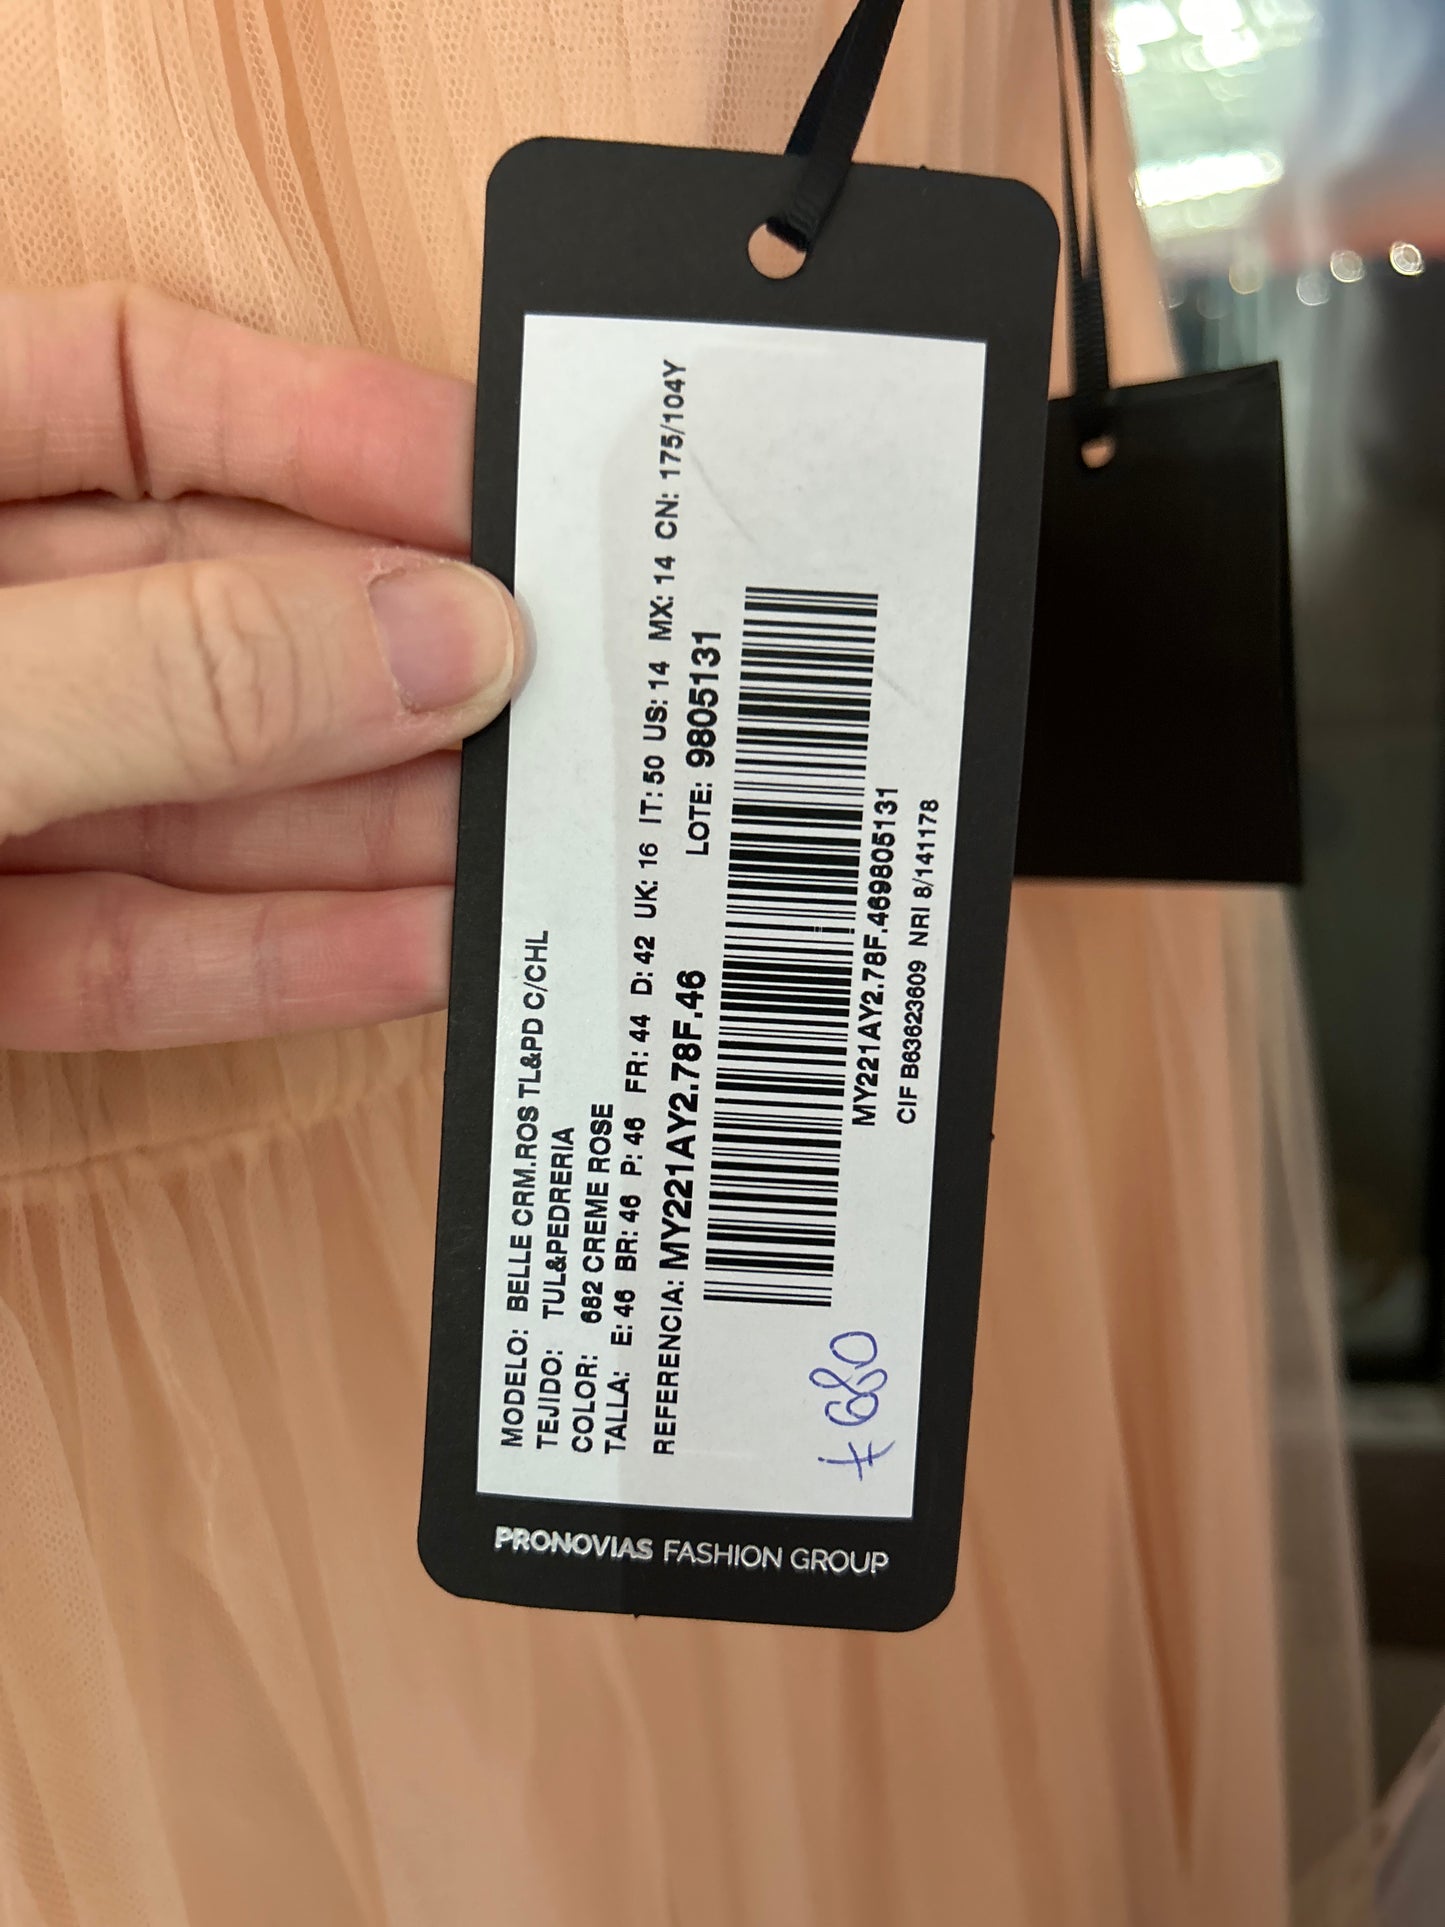 MODELO: BELLE CRM.ROS TL&PD C/CHL
TEJIDO: TUL&PEDRERIA
COLOR: 682 CREME ROSE
TALLA: E: 46 BR: 46 P: 46 FR: 44 D: 42 UK: 16 IT: 50 US: 14 MX: 14 CN: 175/104Y
REFERENCIA: MY221AY2.78F.46 LOTE: 9805131
MY221AY2.78F.469805131
CIF B63623609 NRI 8/141178
680
PRONOVIAS FASHION GROUP